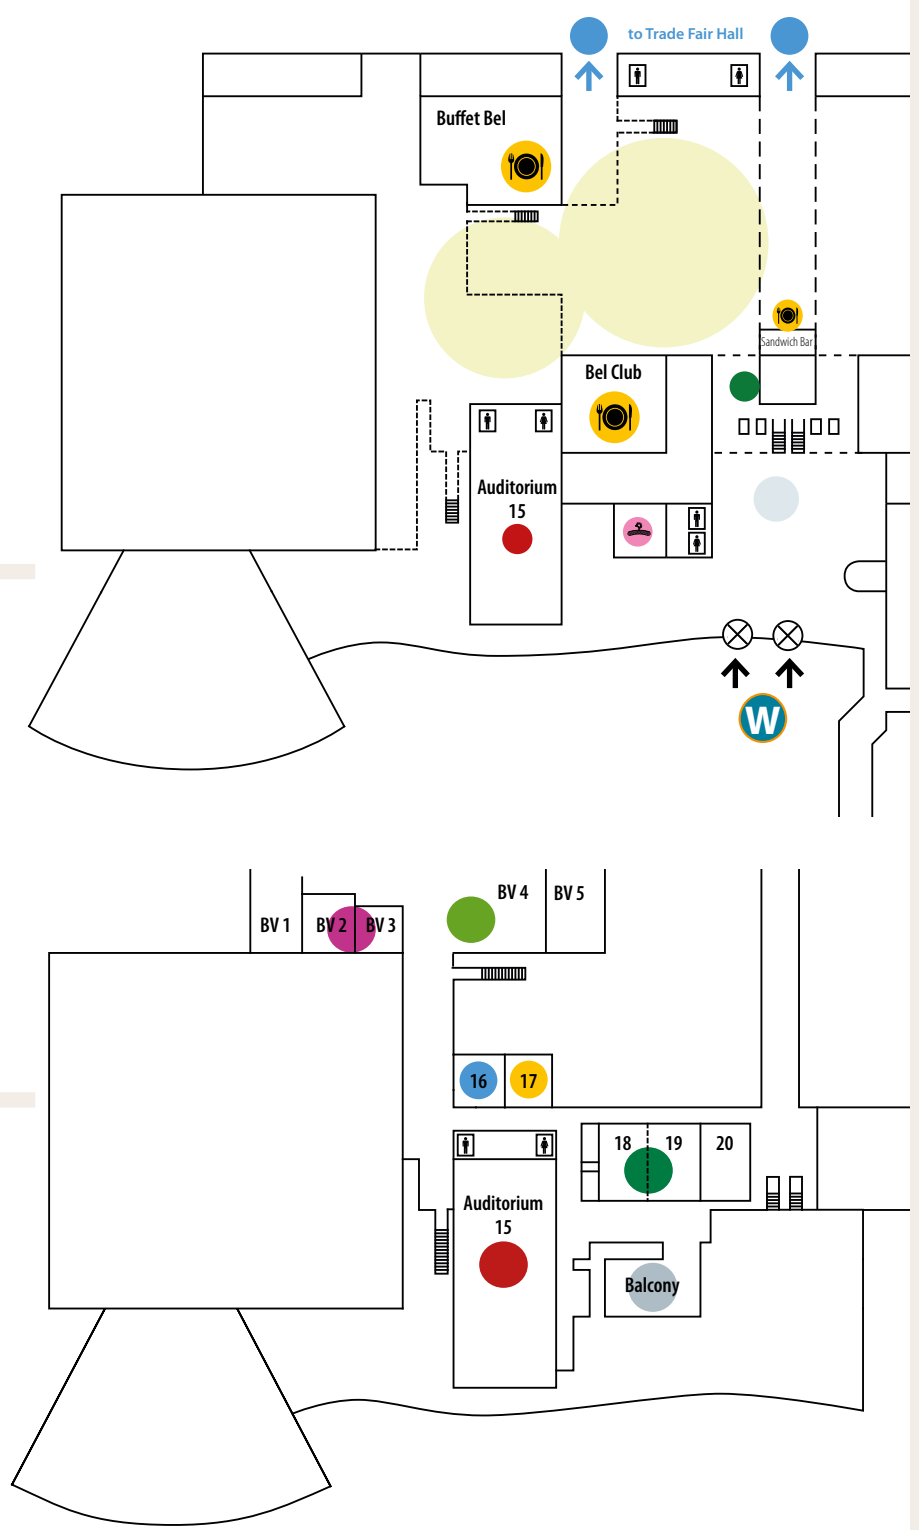 to Trade Fair Hall
Buffet Bel
Sandwich Bar
Bel Club
Auditorium
15
W
BV 1
BV 2
BV 3
BV 4
BV 5
16
17
18
19
20
Auditorium
15
Balcony